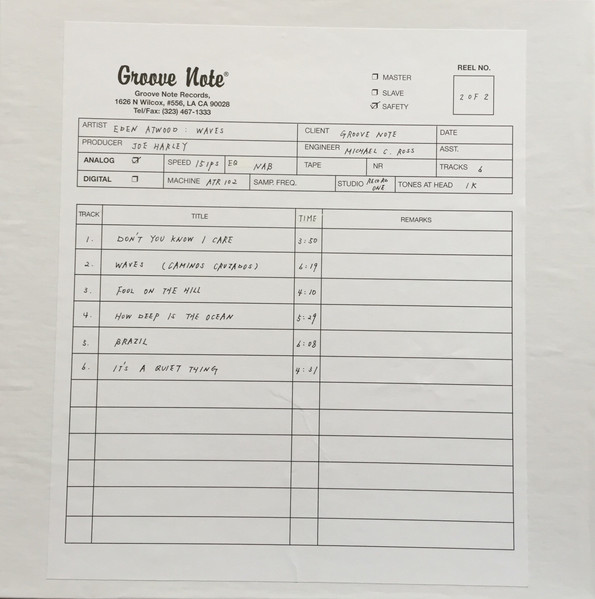 Groove Note®
Groove Note Records,
1626 N Wilcox, #556, LA CA 90028
Tel/Fax: (323) 467-1333
MASTER
SLAVE
SAFETY
REEL NO.
2 OF 2
ARTIST EDEN ATWOOD : WAVES CLIENT GROOVE NOTE DATE
PRODUCER JOE HARLEY ENGINEER MICHAEL C. ROSS ASST.
ANALOG SPEED 15 IPS EQ NAB TAPE NR TRACKS 6
DIGITAL MACHINE ATR 102 SAMP. FREQ. STUDIO ONE TONES AT HEAD 1K
TRACK TITLE TIME REMARKS
1. DON'T YOU KNOW I CARE 3:50
2. WAVES (CAMINOS CRUZADOS) 6:19
3. FOOL ON THE HILL 4:10
4. HOW DEEP IS THE OCEAN 5:29
5. BRAZIL 6:08
6. IT'S A QUIET THING 4:31